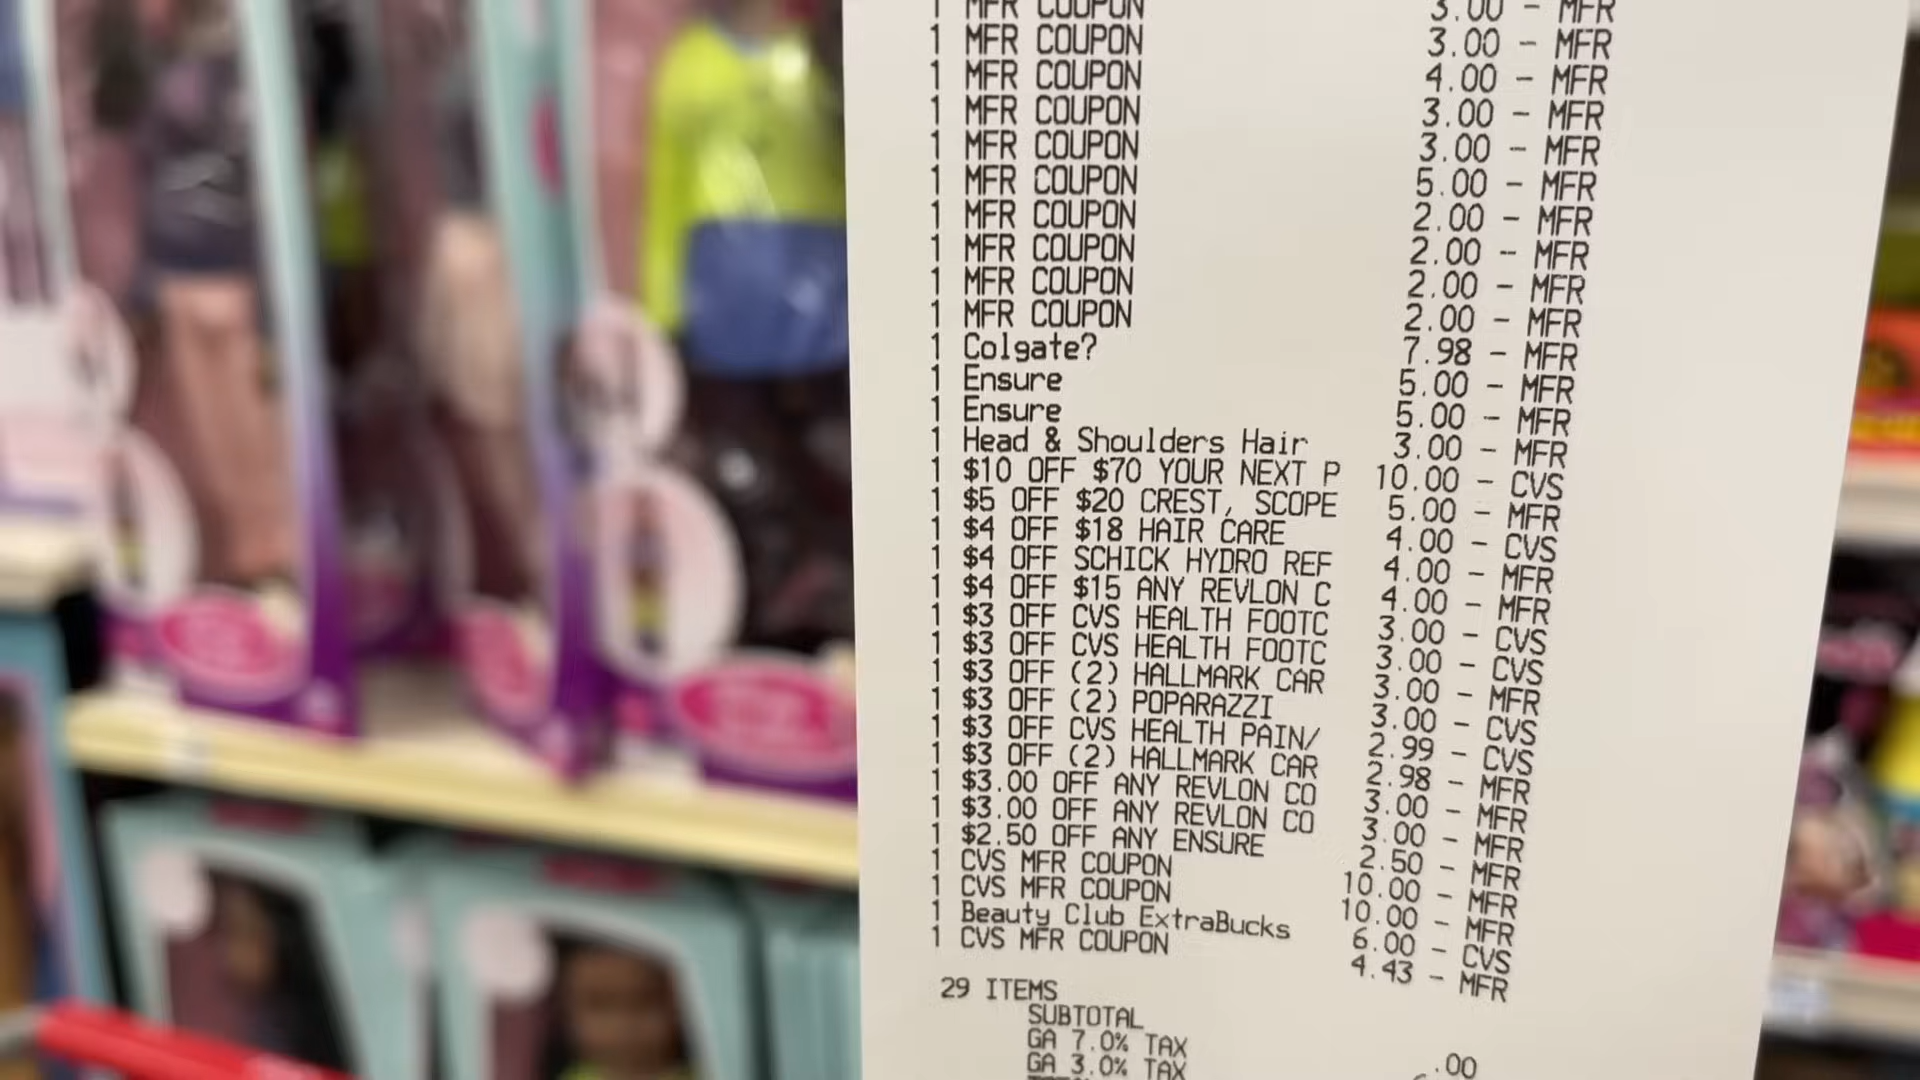 1 MFR COUPON 3.00 - MFR
1 MFR COUPON 3.00 - MFR
1 MFR COUPON 4.00 - MFR
1 MFR COUPON 3.00 - MFR
1 MFR COUPON 3.00 - MFR
1 MFR COUPON 5.00 - MFR
1 MFR COUPON 2.00 - MFR
1 MFR COUPON 2.00 - MFR
1 MFR COUPON 2.00 - MFR
1 MFR COUPON 2.00 - MFR
1 Colgate? 7.98 - MFR
1 Ensure 5.00 - MFR
1 Ensure 5.00 - MFR
1 Head & Shoulders Hair 3.00 - MFR
1 $10 OFF $70 YOUR NEXT P 10.00 - CVS
1 $5 OFF $20 CREST, SCOPE 5.00 - MFR
1 $4 OFF $18 HAIR CARE 4.00 - CVS
1 $4 OFF SCHICK HYDRO REF 4.00 - MFR
1 $4 OFF $15 ANY REVLON C 4.00 - MFR
1 $3 OFF CVS HEALTH FOOTC 3.00 - CVS
1 $3 OFF CVS HEALTH FOOTC 3.00 - CVS
1 $3 OFF (2) HALLMARK CAR 3.00 - MFR
1 $3 OFF (2) POPARAZZI 3.00 - CVS
1 $3 OFF CVS HEALTH PAIN/ 2.99 - CVS
1 $3 OFF (2) HALLMARK CAR 2.98 - MFR
1 $3.00 OFF ANY REVLON CO 3.00 - MFR
1 $3.00 OFF ANY REVLON CO 3.00 - MFR
1 $2.50 OFF ANY ENSURE 2.50 - MFR
1 CVS MFR COUPON 10.00 - MFR
1 CVS MFR COUPON 10.00 - MFR
1 Beauty Club ExtraBucks 6.00 - CVS
1 CVS MFR COUPON 4.43 - MFR
29 ITEMS
SUBTOTAL .00
GA 7.0% TAX
GA 3.0% TAX